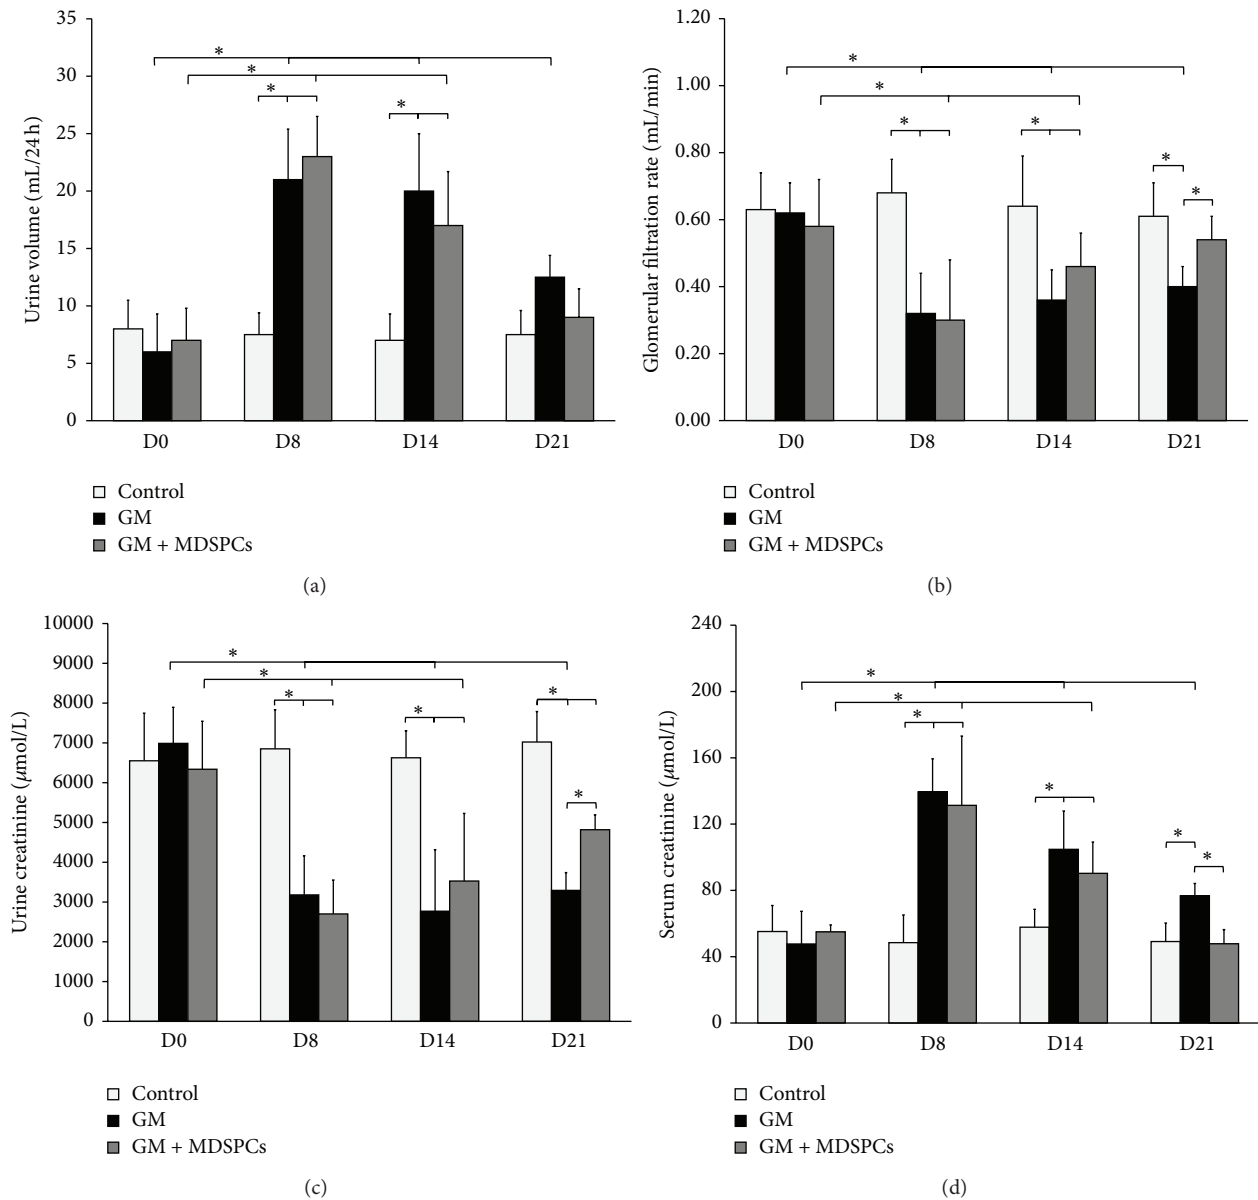 35
30
25
20
15
10
5
0
Urine volume (mL/24 h)
* * * *
D0 D8 D14 D21
Control
GM
GM + MDSPCs
(a)
1.20
1.00
0.80
0.60
0.40
0.20
0.00
Glomerular filtration rate (mL/min)
* * * * * *
D0 D8 D14 D21
Control
GM
GM + MDSPCs
(b)
10000
9000
8000
7000
6000
5000
4000
3000
2000
1000
0
Urine creatinine (μmol/L)
* * * * * *
D0 D8 D14 D21
Control
GM
GM + MDSPCs
(c)
240
200
160
120
80
40
0
Serum creatinine (μmol/L)
* * * * * *
D0 D8 D14 D21
Control
GM
GM + MDSPCs
(d)